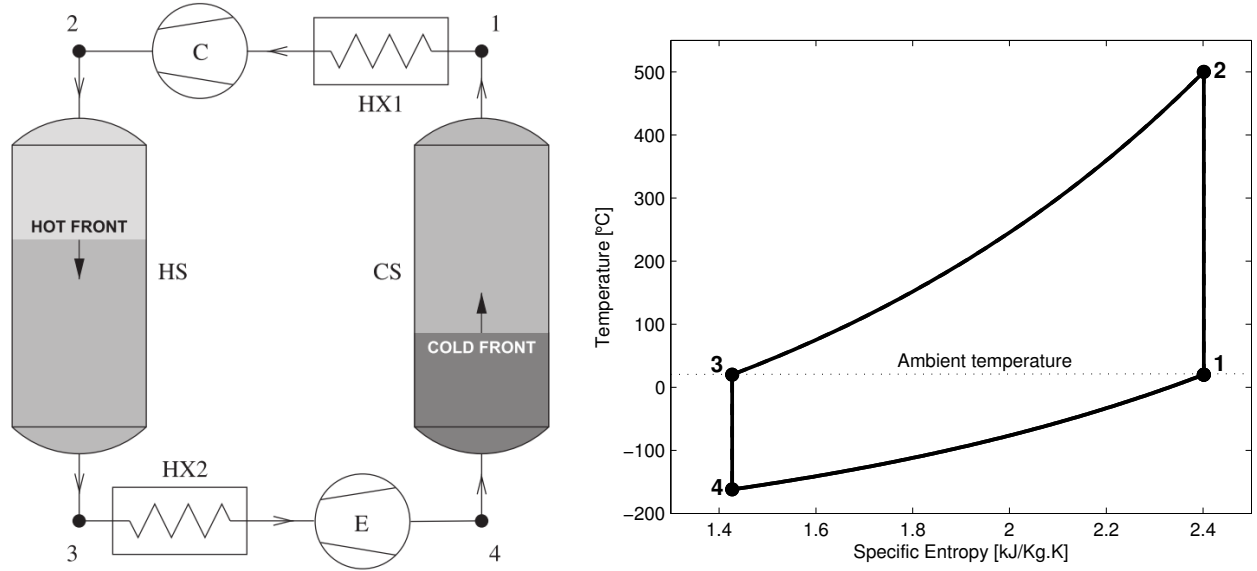 2
C
1
HX1
HOT FRONT
HS
CS
COLD FRONT
HX2
E
3
4
500
400
300
200
100
0
−100
−200
Temperature [ºC]
2
3
Ambient temperature
1
4
1.4
1.6
1.8
2
2.2
2.4
Specific Entropy [kJ/Kg.K]